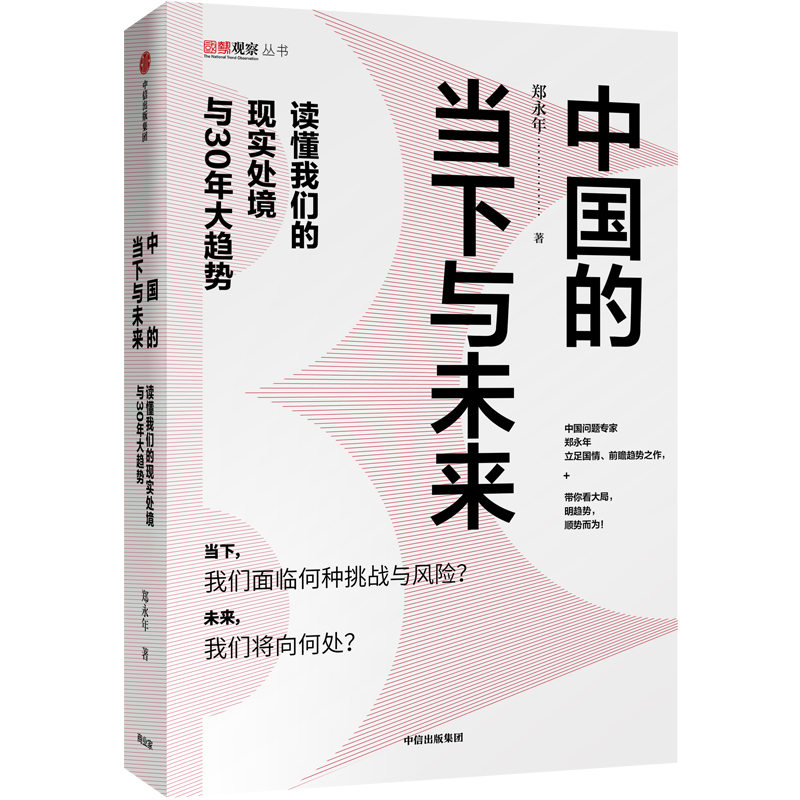 國勢观察 丛书
The National Trend Observation
中国的
当下与未来
郑永年
著
读懂我们的
现实处境
与30年大趋势
中国问题专家
郑永年
立足国情、前瞻趋势之作，
+
带你看大局，
明趋势，
顺势而为！
当下，
我们面临何种挑战与风险？
未来，
我们将向何处？
中信出版集团
中信出版集团
中国的
当下与未来
读懂我们的现实处境
与30年大趋势
郑永年 著
商业家